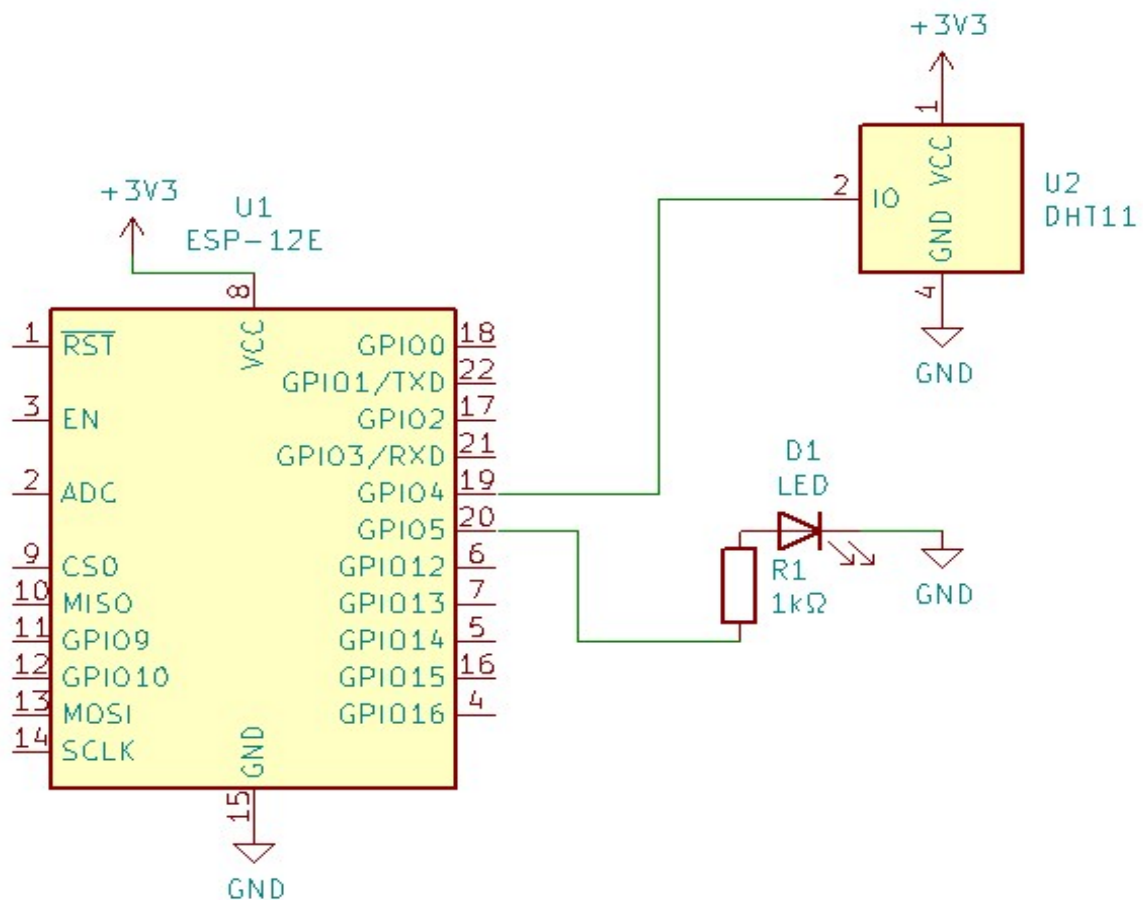 +3V3
1
VCC
2
IO
GND
4
U2
DHT11
GND
+3V3
U1
ESP-12E
8
VCC
1
RST
3
EN
2
ADC
9
CS0
10
MISO
11
GPIO9
12
GPIO10
13
MOSI
14
SCLK
GPIO0
18
GPIO1/TXD
22
GPIO2
17
GPIO3/RXD
21
GPIO4
19
GPIO5
20
GPIO12
6
GPIO13
7
GPIO14
5
GPIO15
16
GPIO16
4
GND
15
GND
D1
LED
R1
1kΩ
GND